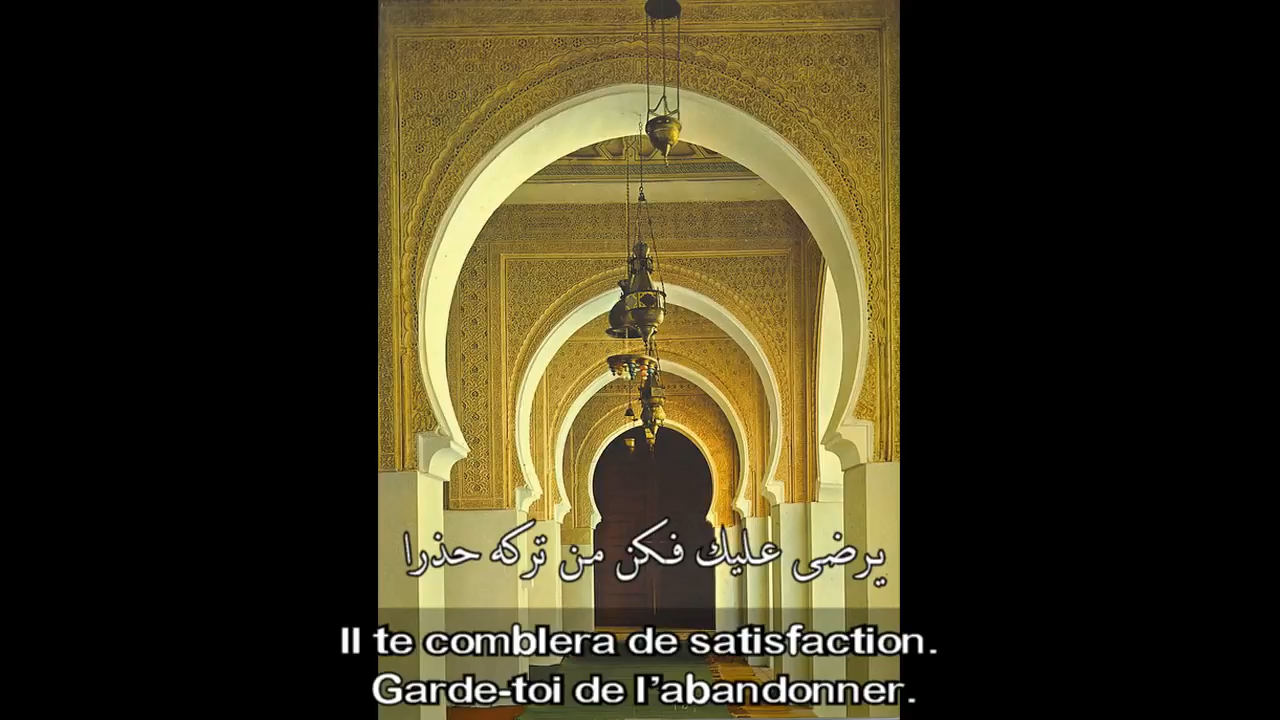 يرضى عليك فكن من تركه حذرا
Il te comblera de satisfaction.
Garde-toi de l’abandonner.